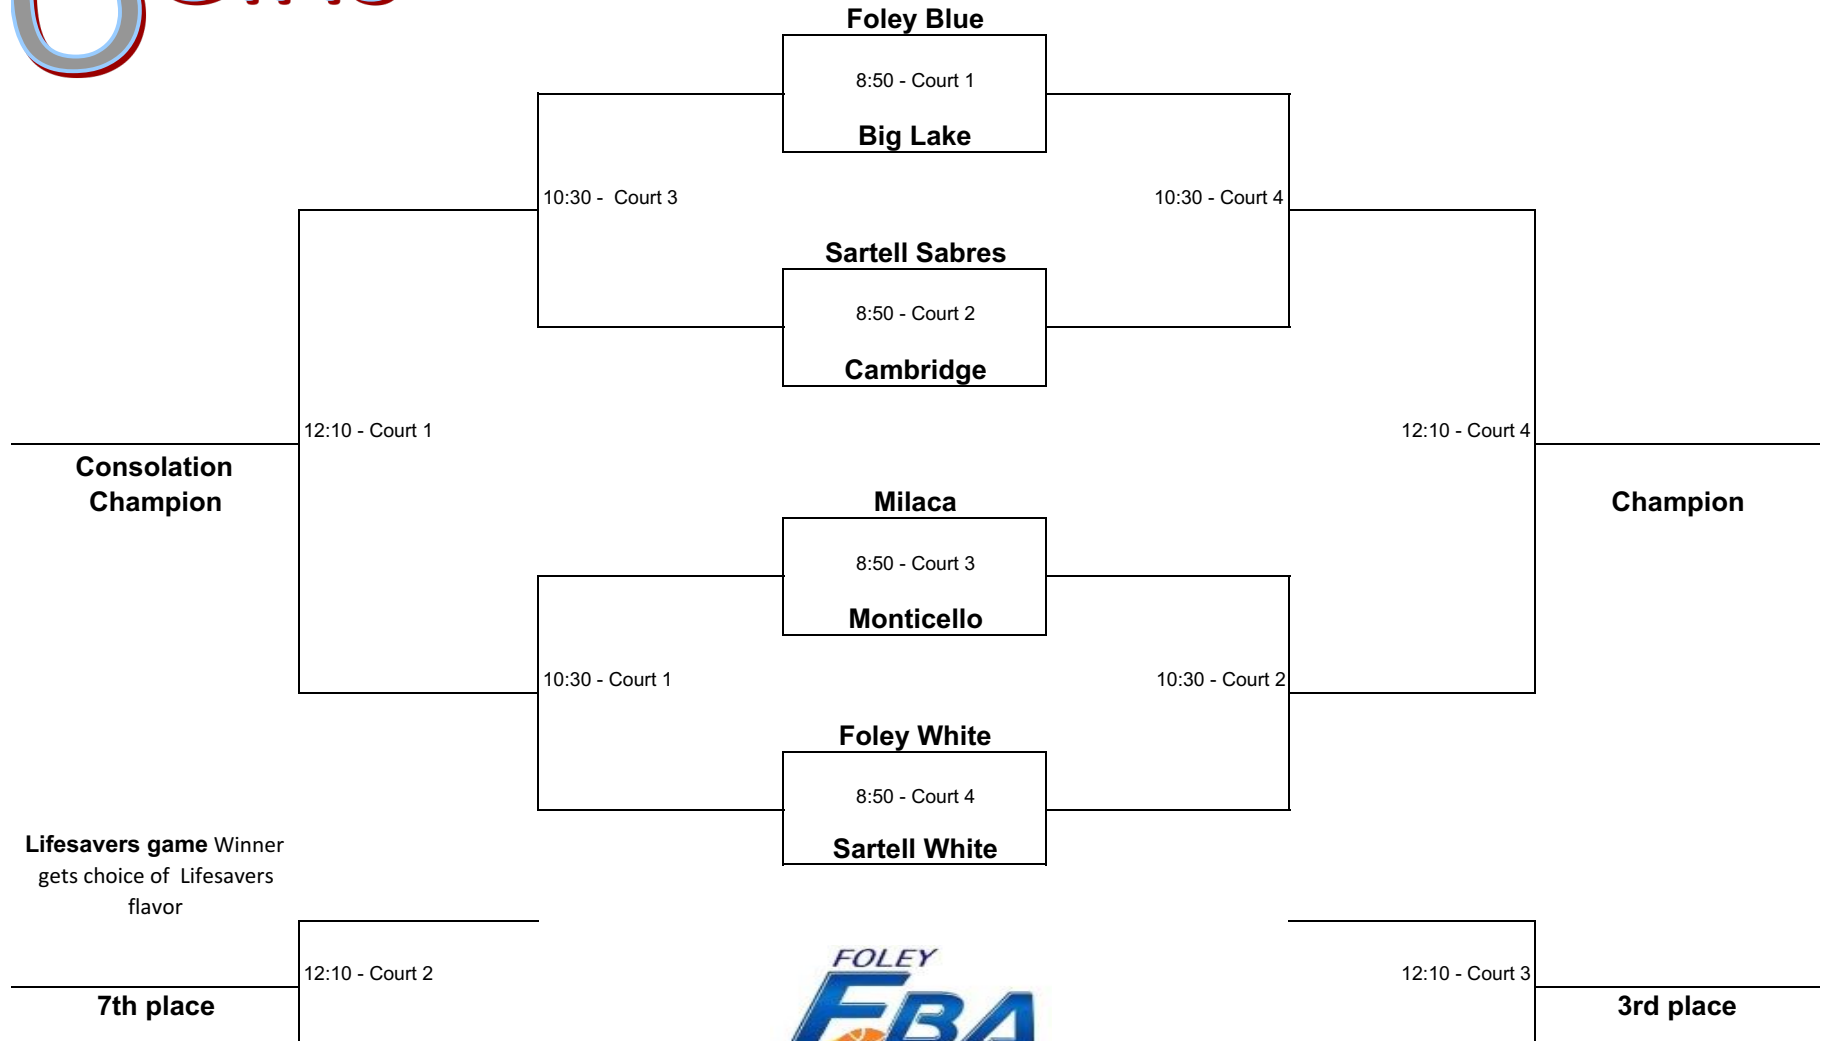 Foley Blue
8:50 - Court 1
Big Lake
10:30 -  Court 3
10:30 - Court 4
Sartell Sabres
8:50 - Court 2
Cambridge
12:10 - Court 1
12:10 - Court 4
Consolation
Champion
Champion
Milaca
8:50 - Court 3
Monticello
10:30 - Court 1
10:30 - Court 2
Foley White
8:50 - Court 4
Sartell White
Lifesavers game Winner
gets choice of  Lifesavers
flavor
12:10 - Court 2
12:10 - Court 3
7th place
3rd place
FOLEY
FBA